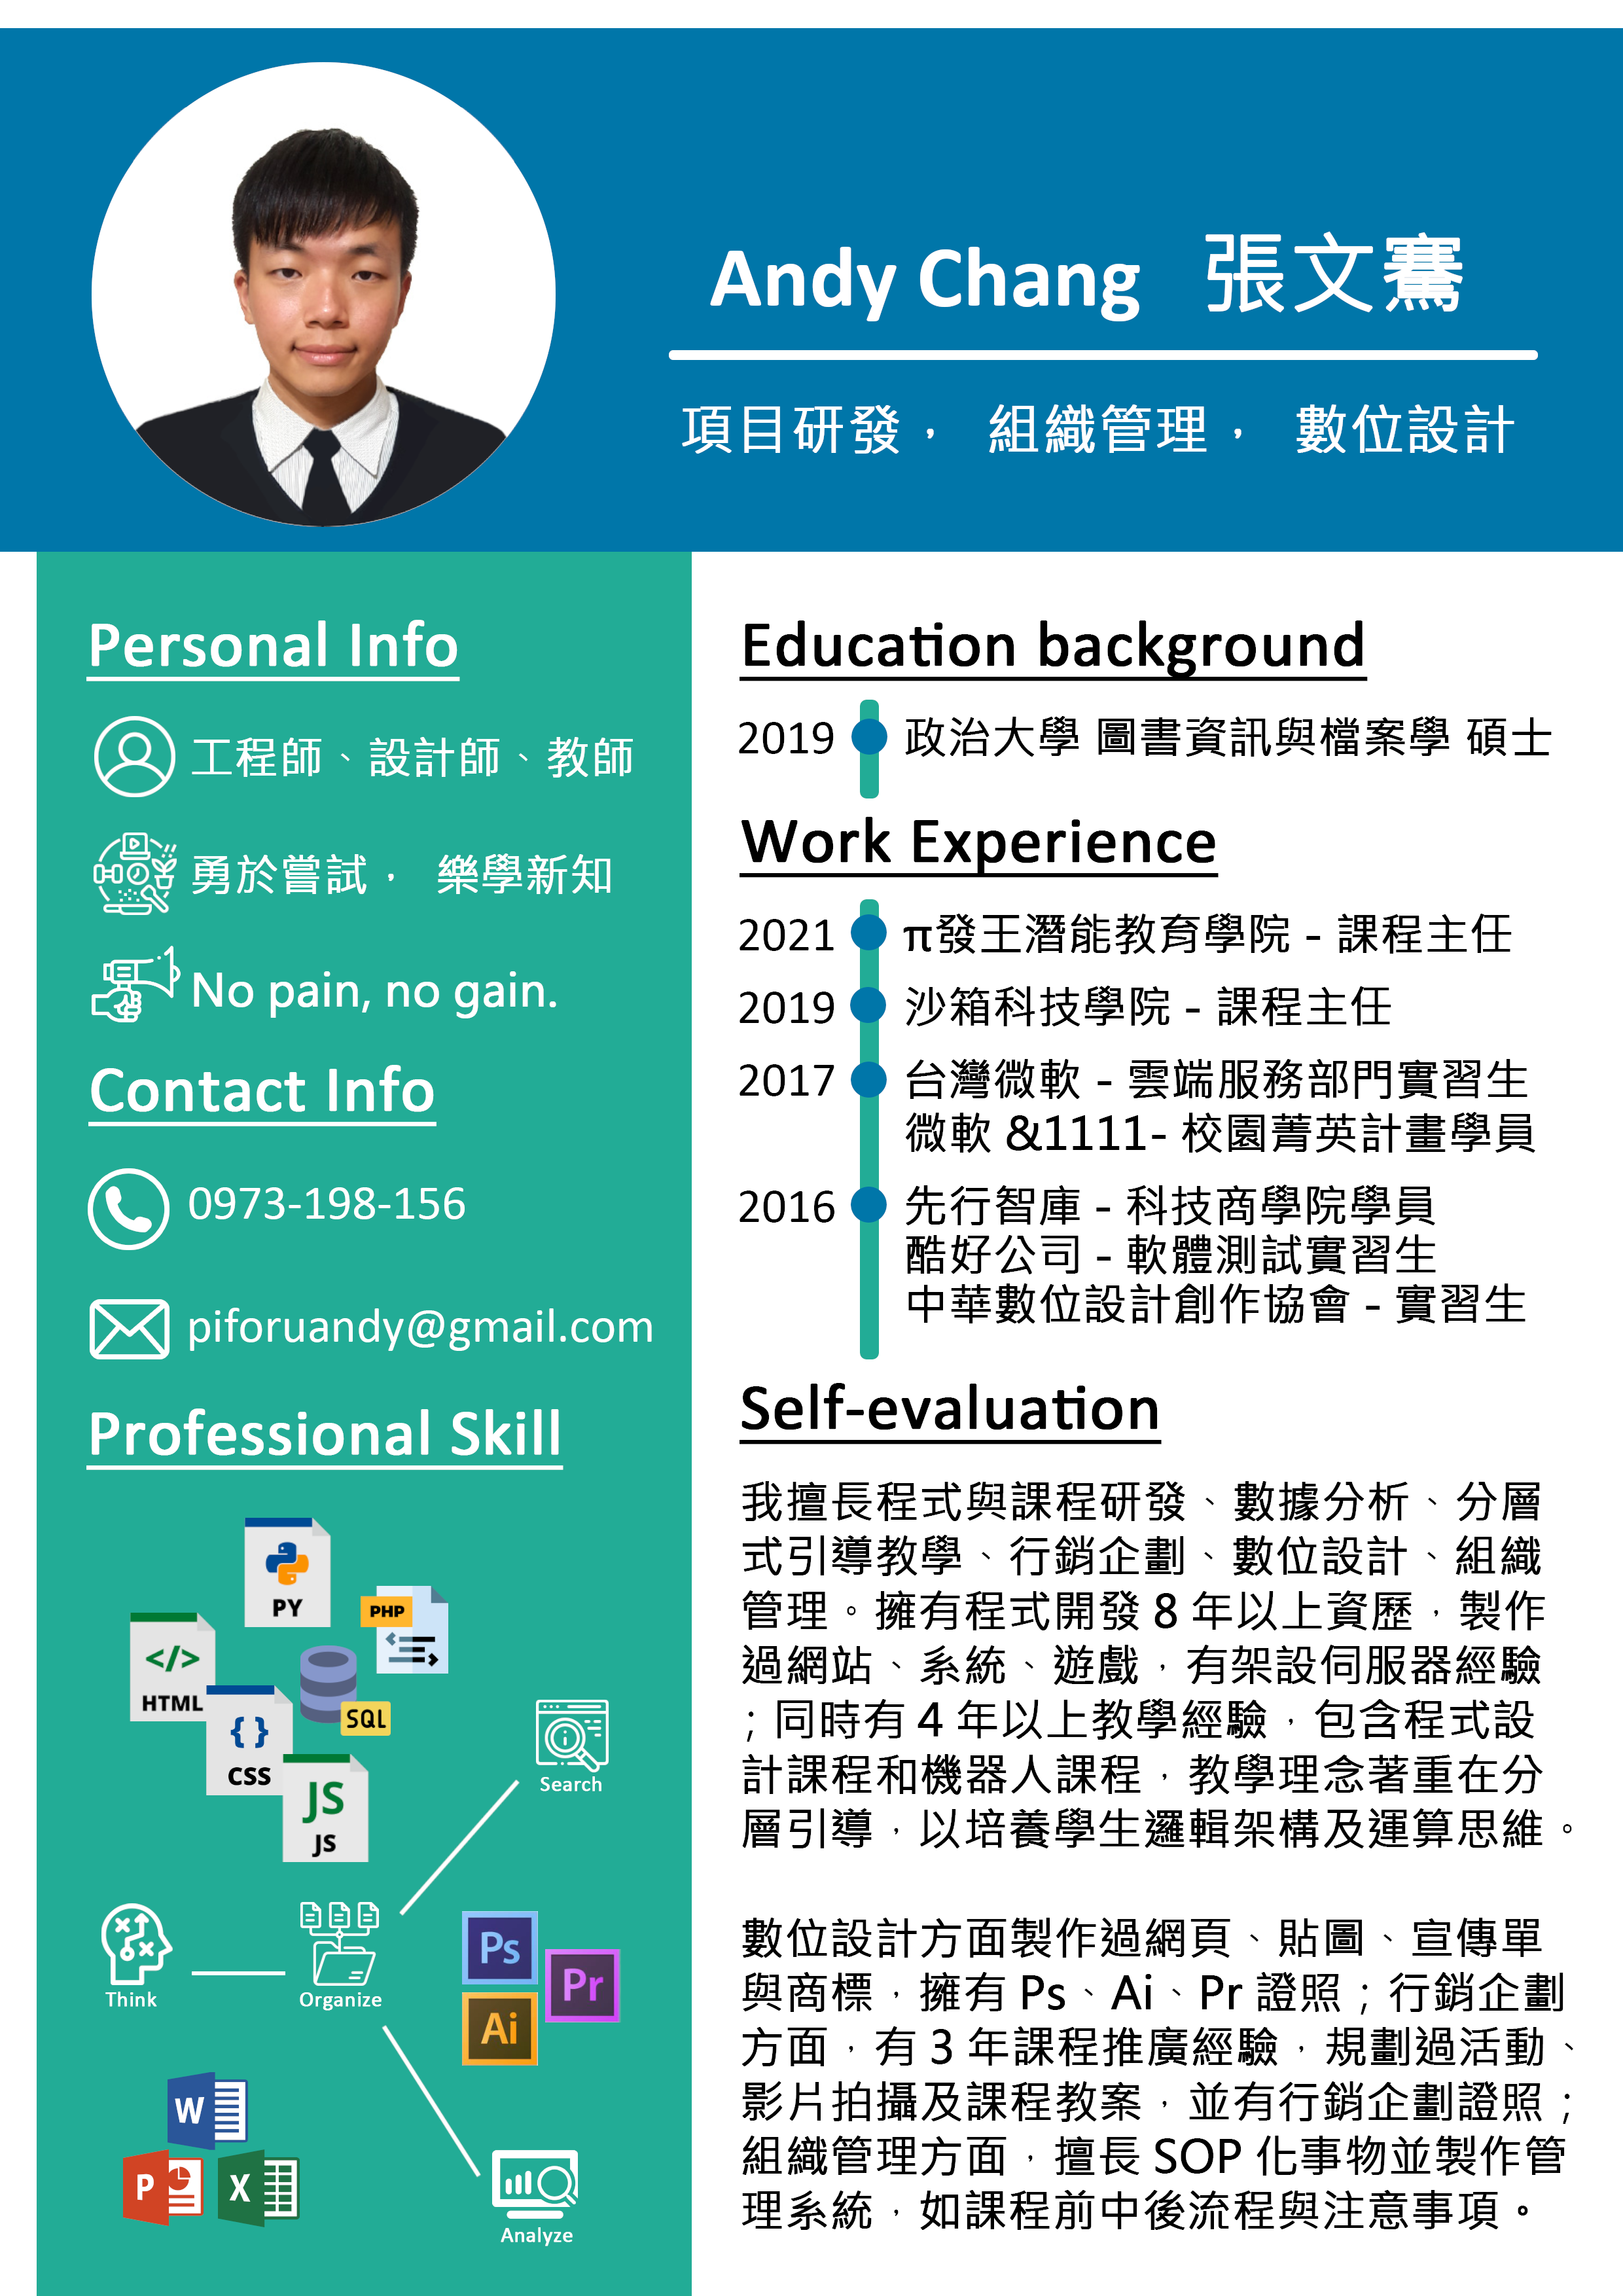 Andy Chang 張文騫
項目研發， 組織管理， 數位設計
Personal Info
工程師、設計師、教師
勇於嘗試， 樂學新知
No pain, no gain.
Contact Info
0973-198-156
piforuandy@gmail.com
Professional Skill
PY
PHP
</>
HTML
SQL
{ }
CSS
JS
JS
Search
Think
Organize
Ps
Pr
Ai
W
P
X
Analyze
Education background
2019 政治大學 圖書資訊與檔案學 碩士
Work Experience
2021 π發王潛能教育學院 - 課程主任
2019 沙箱科技學院 - 課程主任
2017 台灣微軟 - 雲端服務部門實習生
微軟 &1111- 校園菁英計畫學員
2016 先行智庫 - 科技商學院學員
酷好公司 - 軟體測試實習生
中華數位設計創作協會 - 實習生
Self-evaluation
我擅長程式與課程研發、數據分析、分層
式引導教學、行銷企劃、數位設計、組織
管理。擁有程式開發 8 年以上資歷，製作
過網站、系統、遊戲，有架設伺服器經驗
；同時有 4 年以上教學經驗，包含程式設
計課程和機器人課程，教學理念著重在分
層引導，以培養學生邏輯架構及運算思維。
數位設計方面製作過網頁、貼圖、宣傳單
與商標，擁有 Ps、Ai、Pr 證照；行銷企劃
方面，有 3 年課程推廣經驗，規劃過活動、
影片拍攝及課程教案，並有行銷企劃證照；
組織管理方面，擅長 SOP 化事物並製作管
理系統，如課程前中後流程與注意事項。